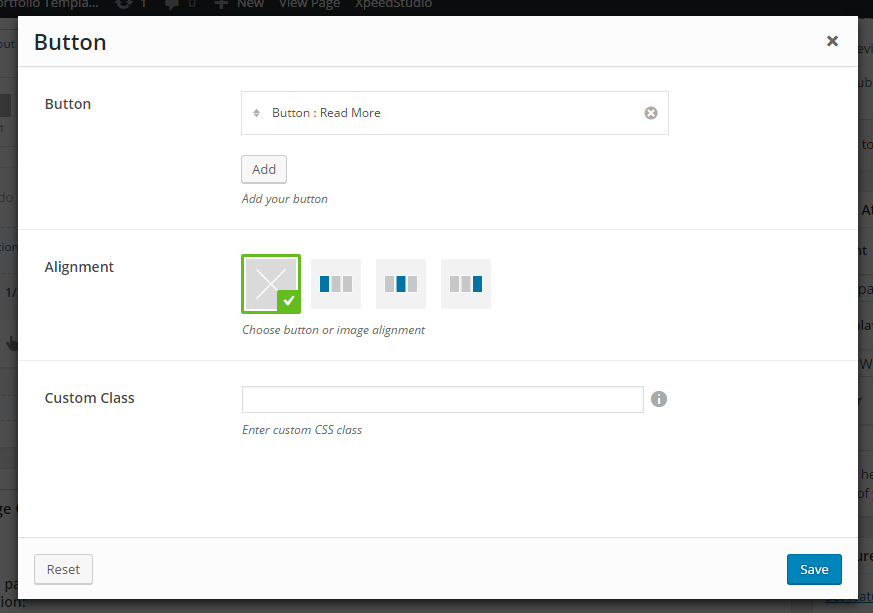 ortfolio Templa... 1 0 New View Page XpeedStudio
Button
Button
Button : Read More
Add
Add your button
Alignment
Choose button or image alignment
Custom Class
Enter custom CSS class
Reset
Save